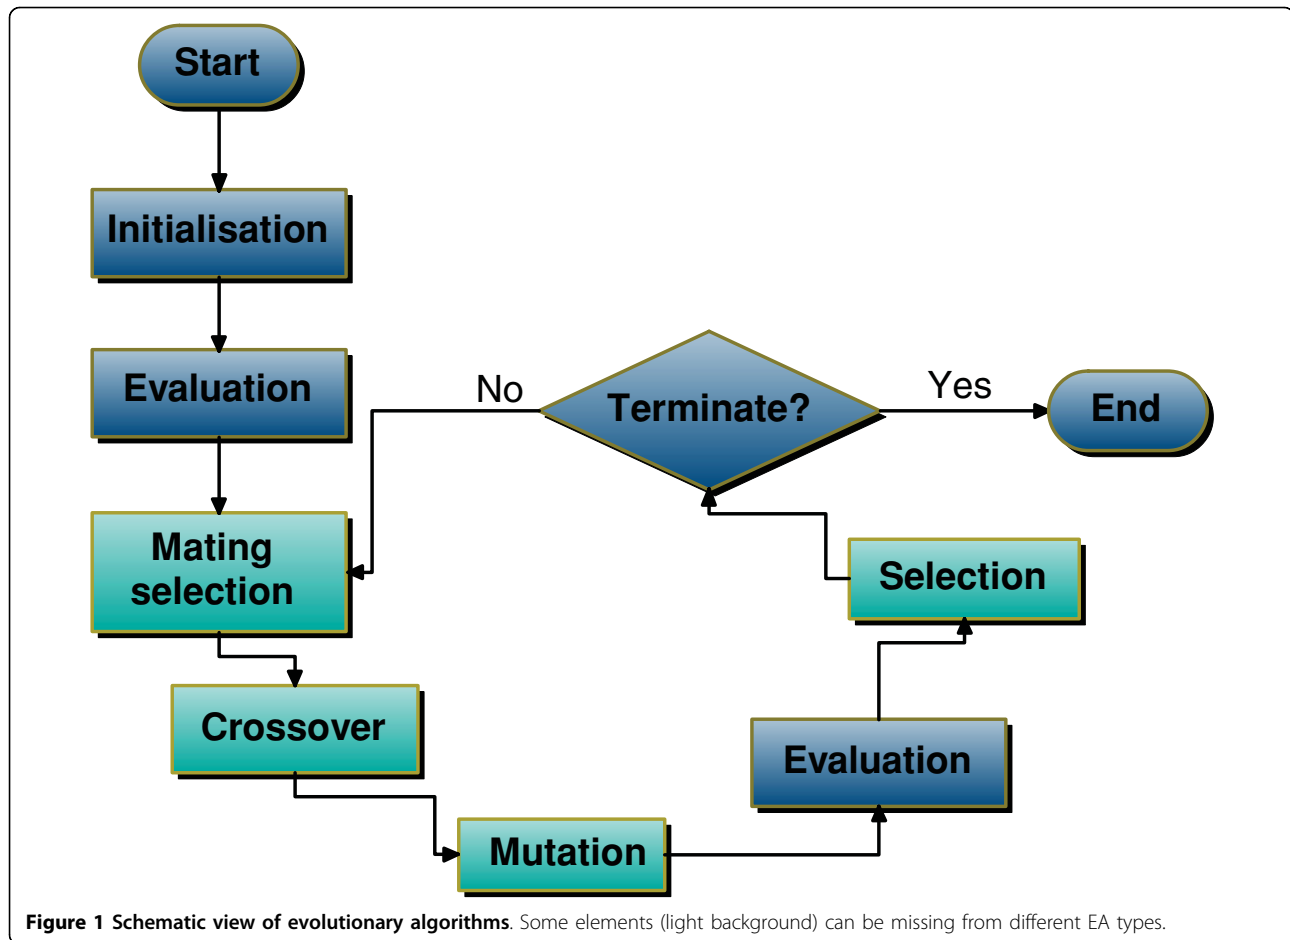 Start
Initialisation
Evaluation
Mating
selection
Crossover
Mutation
Evaluation
Selection
Terminate?
No
Yes
End
Figure 1 Schematic view of evolutionary algorithms. Some elements (light background) can be missing from different EA types.